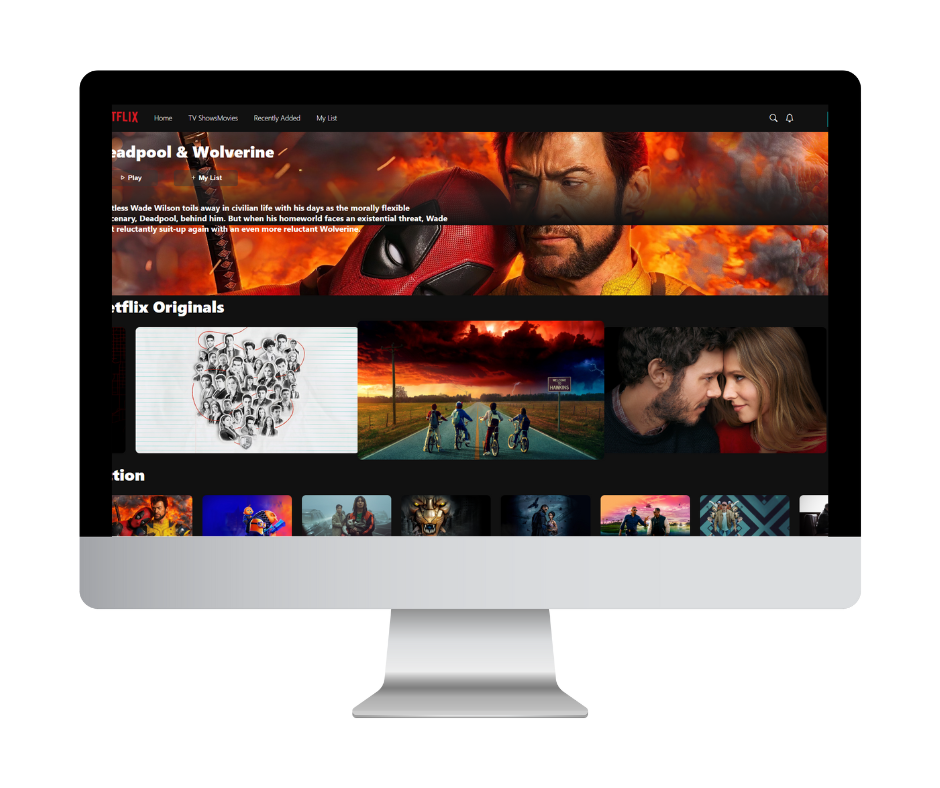 TFLIX Home TV ShowsMovies Recently Added My List
eadpool & Wolverine
Play + My List
tless Wade Wilson toils away in civilian life with his days as the morally flexible
cenary, Deadpool, behind him. But when his homeworld faces an existential threat, Wade
t reluctantly suit-up again with an even more reluctant Wolverine.
etflix Originals
HAWKINS
tion